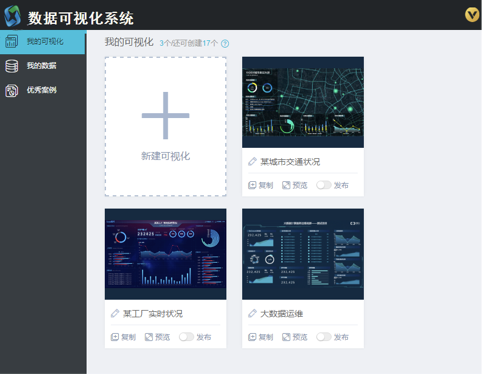 数据可视化系统
我的可视化
我的数据
优秀案例
我的可视化 3个/还可创建17个 ?
新建可视化
某城市交通状况
复制 预览 发布
232425
某工厂实时状况
复制 预览 发布
大数据运维
复制 预览 发布